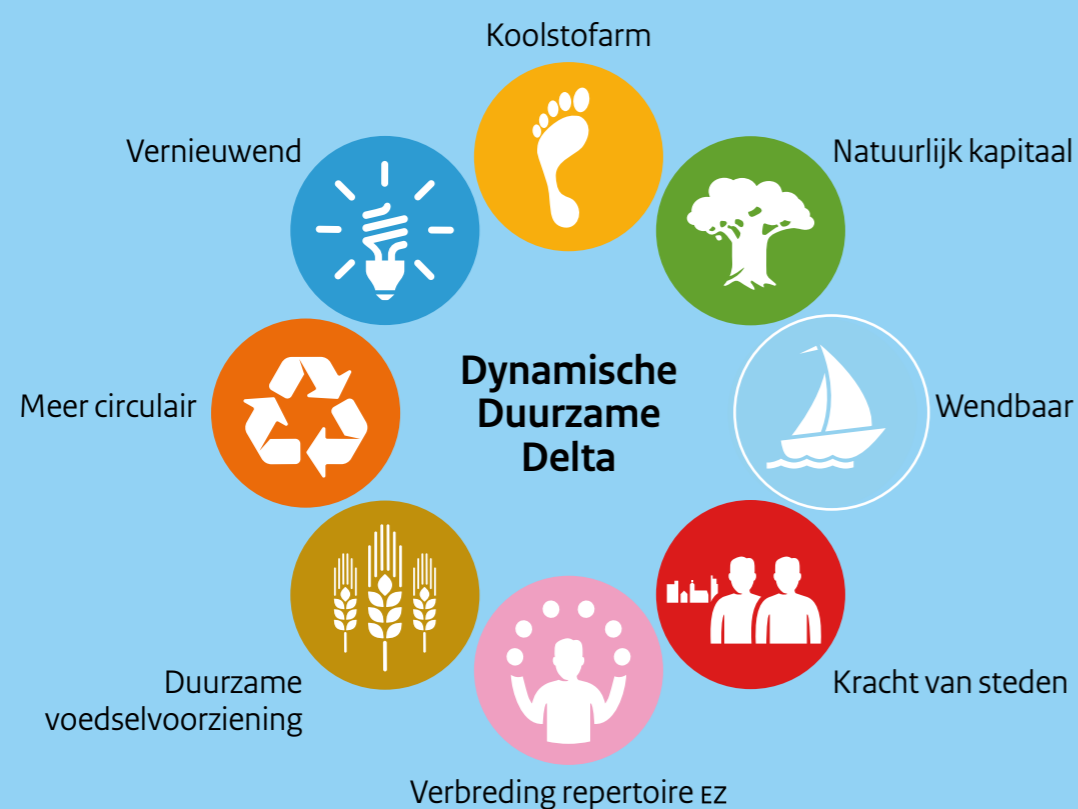 Koolstofarm
Vernieuwend
Natuurlijk kapitaal
Dynamische
Duurzame
Delta
Meer circulair
Wendbaar
Duurzame
voedselvoorziening
Kracht van steden
Verbreding repertoire EZ